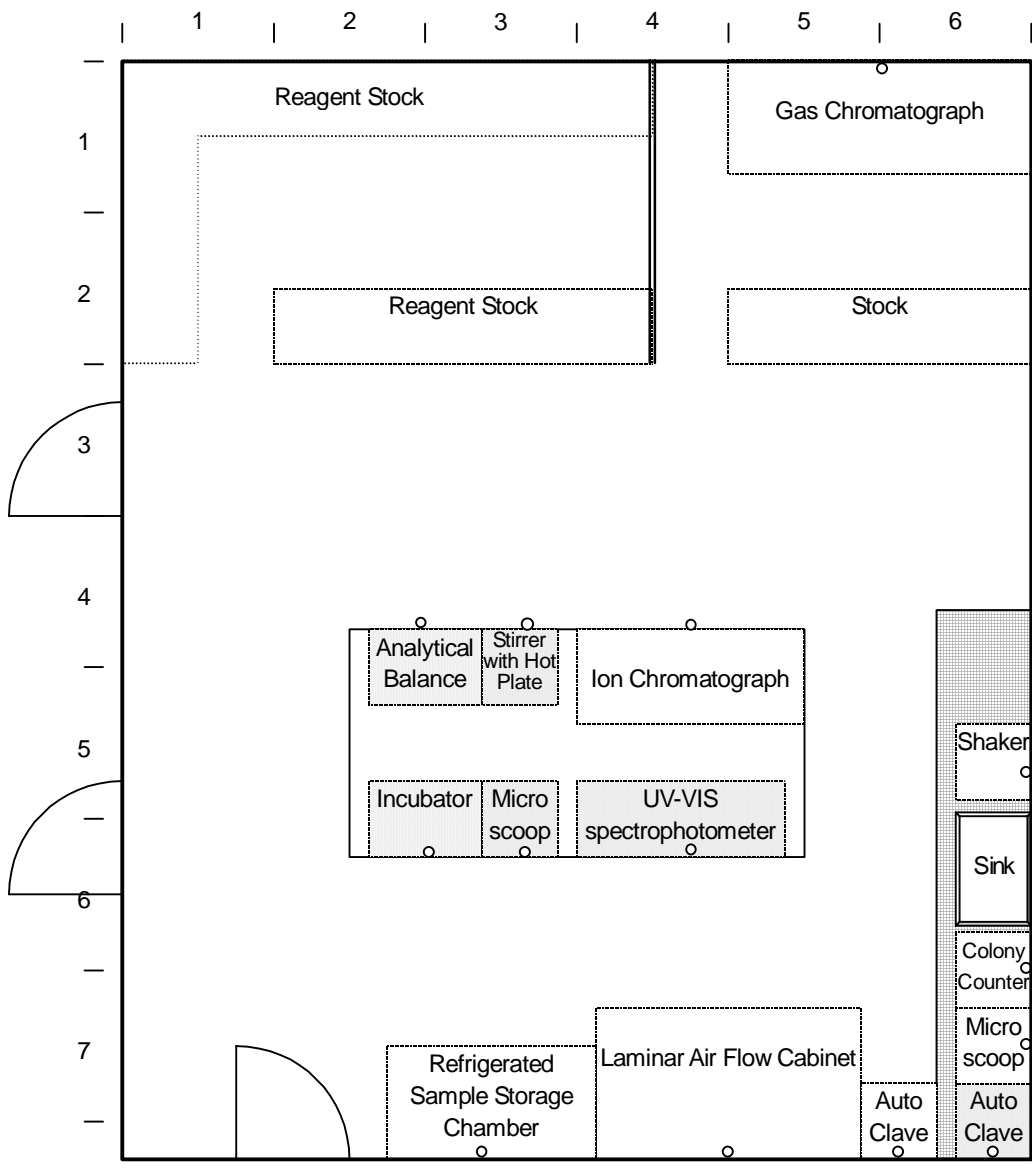 1 2 3 4 5 6
Reagent Stock
Gas Chromatograph
1
2
Reagent Stock
Stock
3
4
Analytical
Balance
Stirrer
with Hot
Plate
Ion Chromatograph
5
Shaker
Incubator
Micro
scoop
UV-VIS
spectrophotometer
Sink
6
Colony
Counter
7
Micro
scoop
Refrigerated
Sample Storage
Chamber
Laminar Air Flow Cabinet
Auto
Clave
Auto
Clave